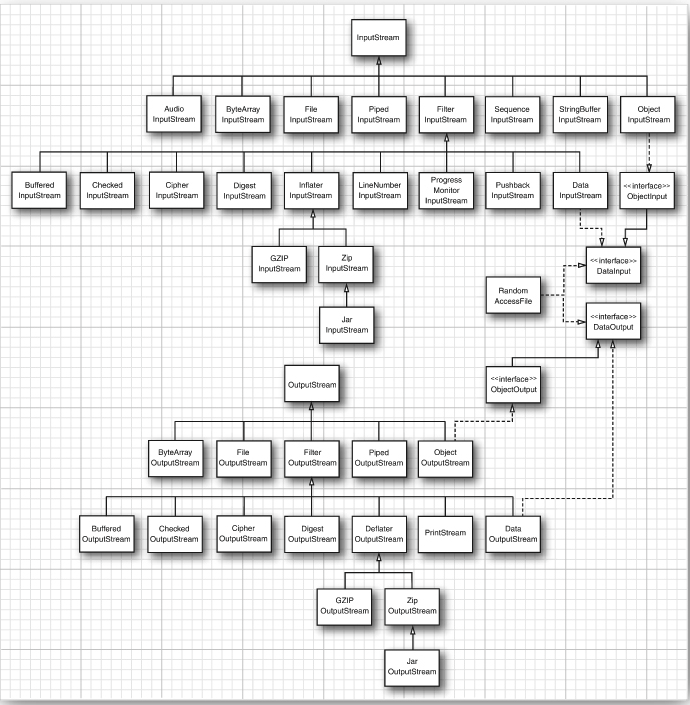 InputStream
Audio
InputStream
ByteArray
InputStream
File
InputStream
Piped
InputStream
Filter
InputStream
Sequence
InputStream
StringBuffer
InputStream
Object
InputStream
Buffered
InputStream
Checked
InputStream
Cipher
InputStream
Digest
InputStream
Inflater
InputStream
LineNumber
InputStream
Progress
Monitor
InputStream
Pushback
InputStream
Data
InputStream
<<interface>>
ObjectInput
GZIP
InputStream
Zip
InputStream
<<interface>>
DataInput
Random
AccessFile
Jar
InputStream
<<interface>>
DataOutput
OutputStream
<<interface>>
ObjectOutput
ByteArray
OutputStream
File
OutputStream
Filter
OutputStream
Piped
OutputStream
Object
OutputStream
Buffered
OutputStream
Checked
OutputStream
Cipher
OutputStream
Digest
OutputStream
Deflater
OutputStream
PrintStream
Data
OutputStream
GZIP
OutputStream
Zip
OutputStream
Jar
OutputStream